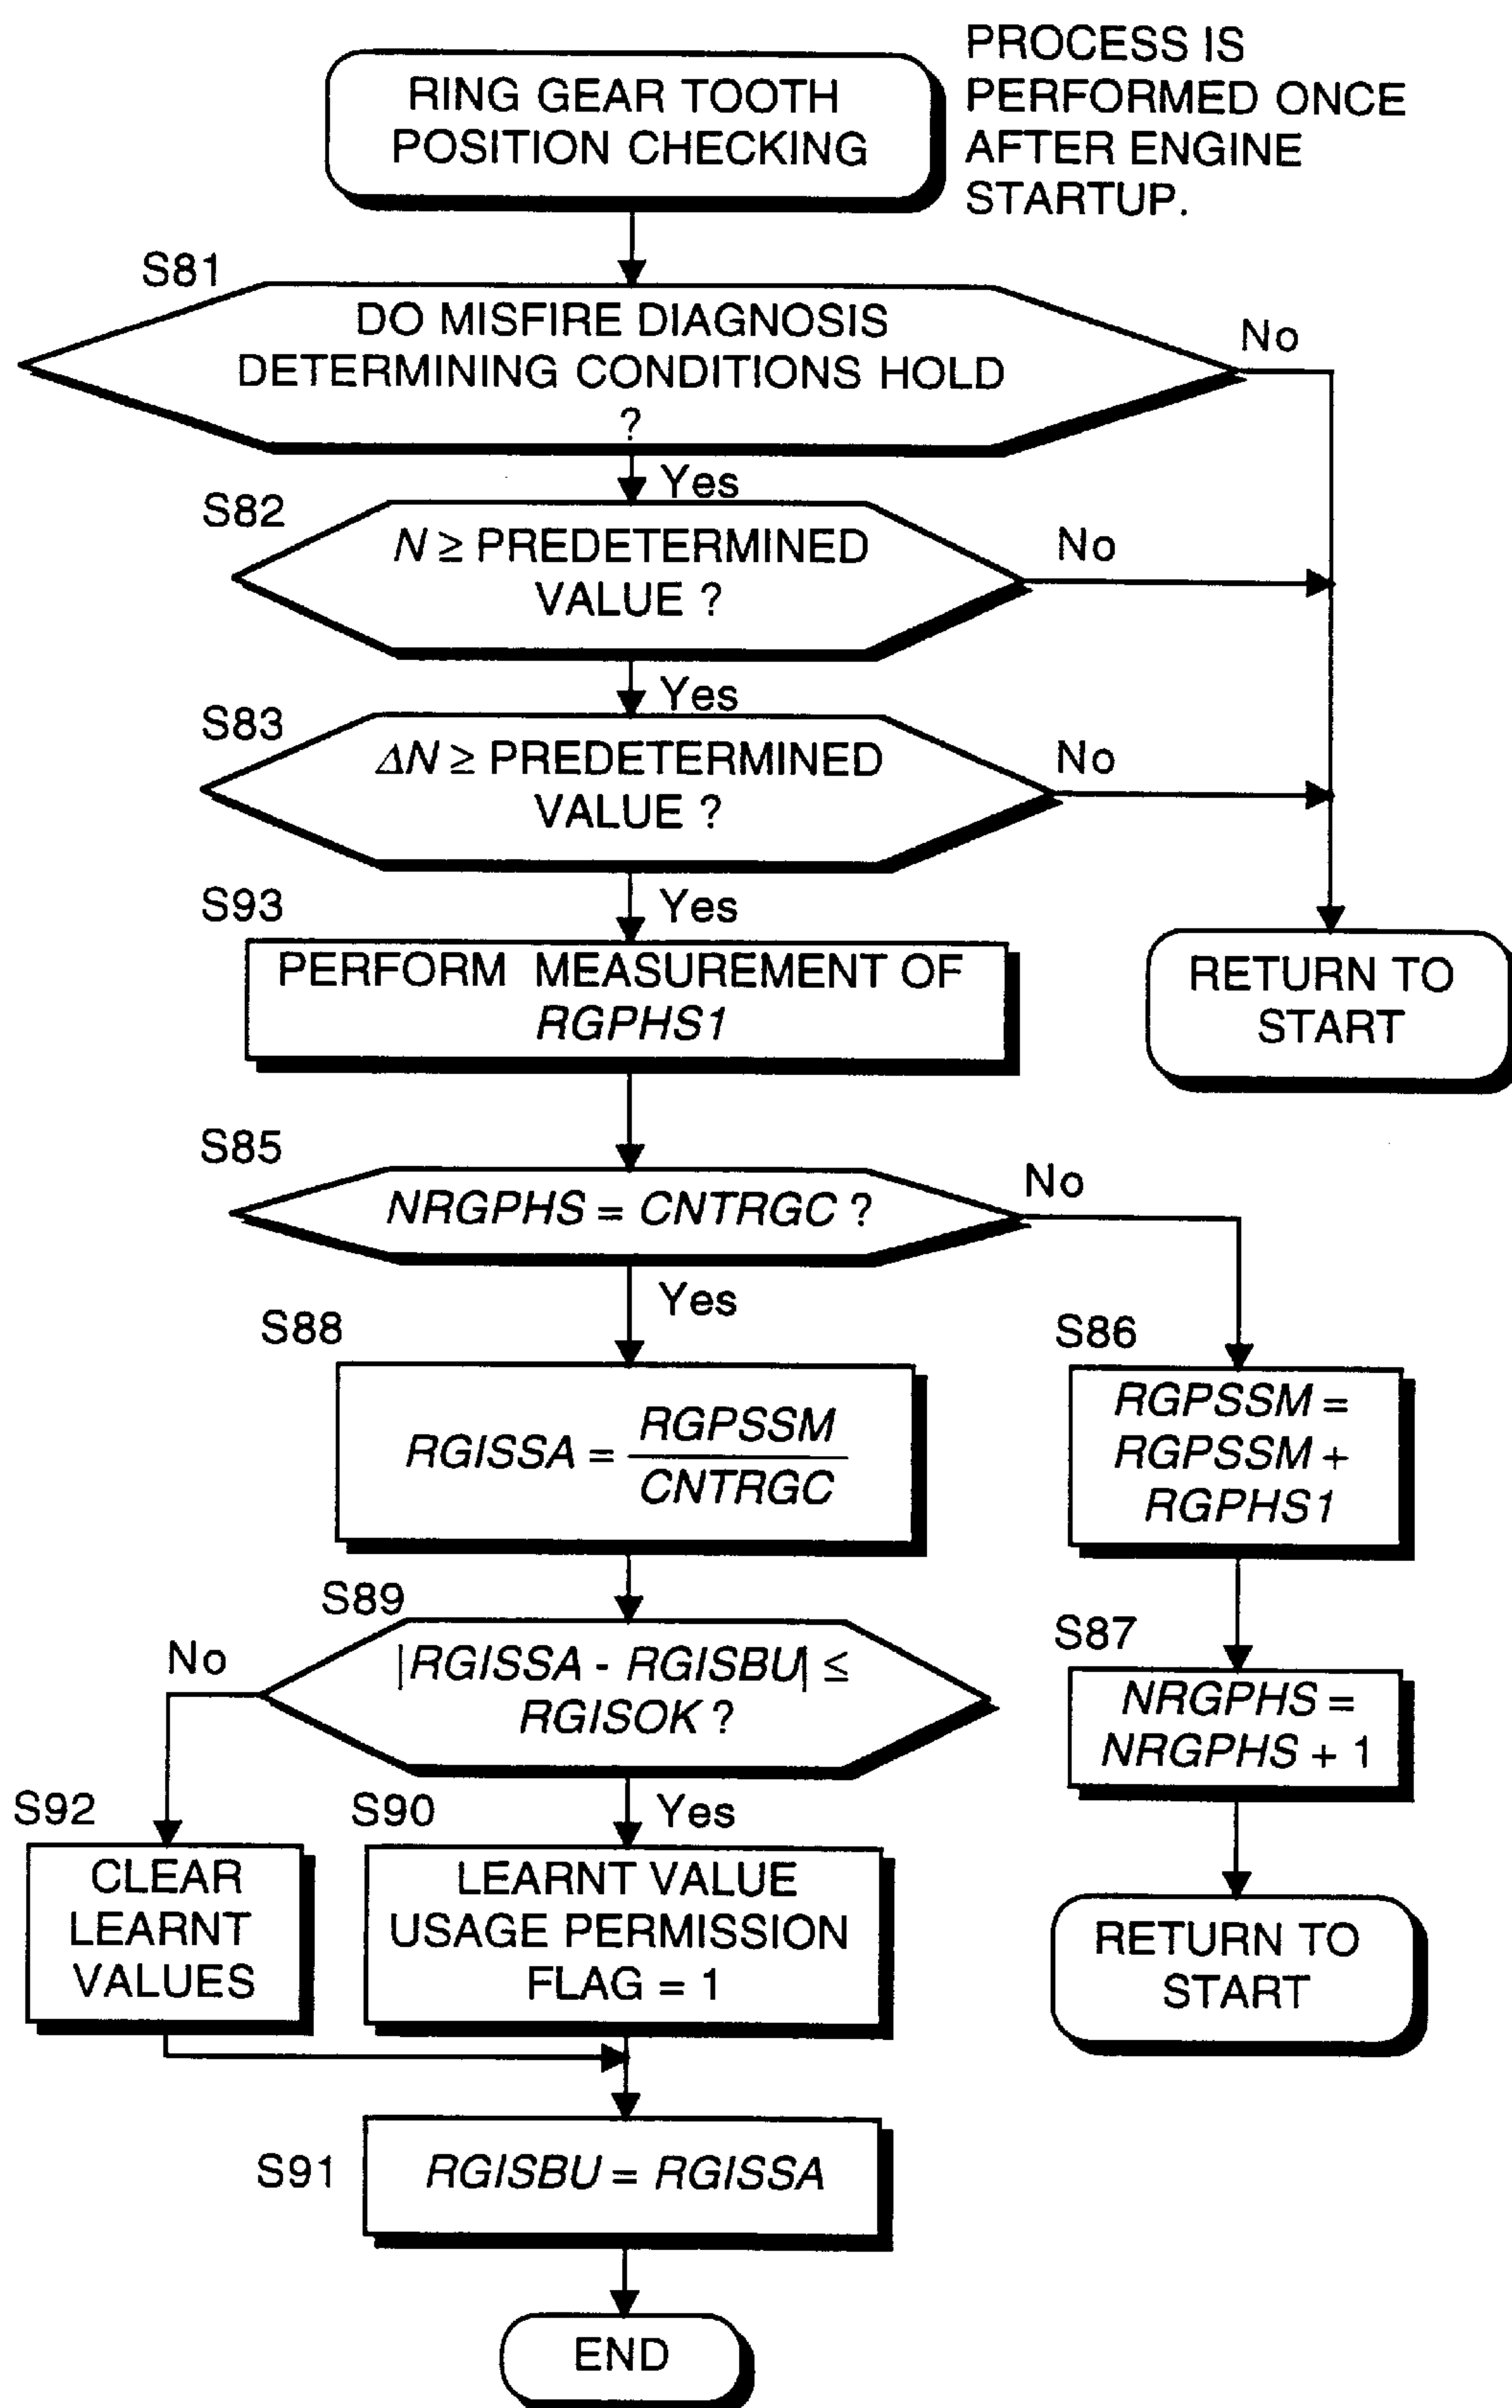 RING GEAR TOOTH
POSITION CHECKING
PROCESS IS
PERFORMED ONCE
AFTER ENGINE
STARTUP.
S81
DO MISFIRE DIAGNOSIS
DETERMINING CONDITIONS HOLD
?
No
Yes
S82
N ≥ PREDETERMINED
VALUE ?
No
Yes
S83
ΔN ≥ PREDETERMINED
VALUE ?
No
Yes
S93
PERFORM MEASUREMENT OF
RGPHS1
RETURN TO
START
S85
NRGPHS = CNTRGC ?
No
Yes
S88
RGISSA = RGPSSM
CNTRGC
S86
RGPSSM =
RGPSSM +
RGPHS1
S89
|RGISSA - RGISBU| ≤
RGISOK ?
No
Yes
S87
NRGPHS =
NRGPHS + 1
S92
CLEAR
LEARNT
VALUES
S90
LEARNT VALUE
USAGE PERMISSION
FLAG = 1
RETURN TO
START
S91
RGISBU = RGISSA
END